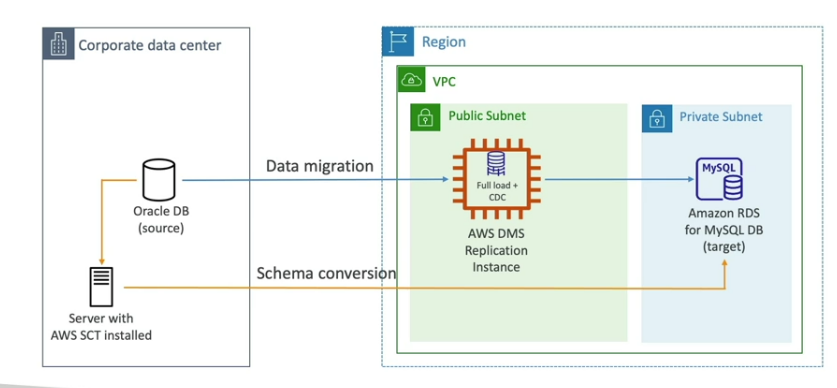 Corporate data center
Region
VPC
Public Subnet
Private Subnet
Data migration
Full load +
CDC
MySQL
Oracle DB
(source)
AWS DMS
Replication
Instance
Amazon RDS
for MySQL DB
(target)
Schema conversion
Server with
AWS SCT installed